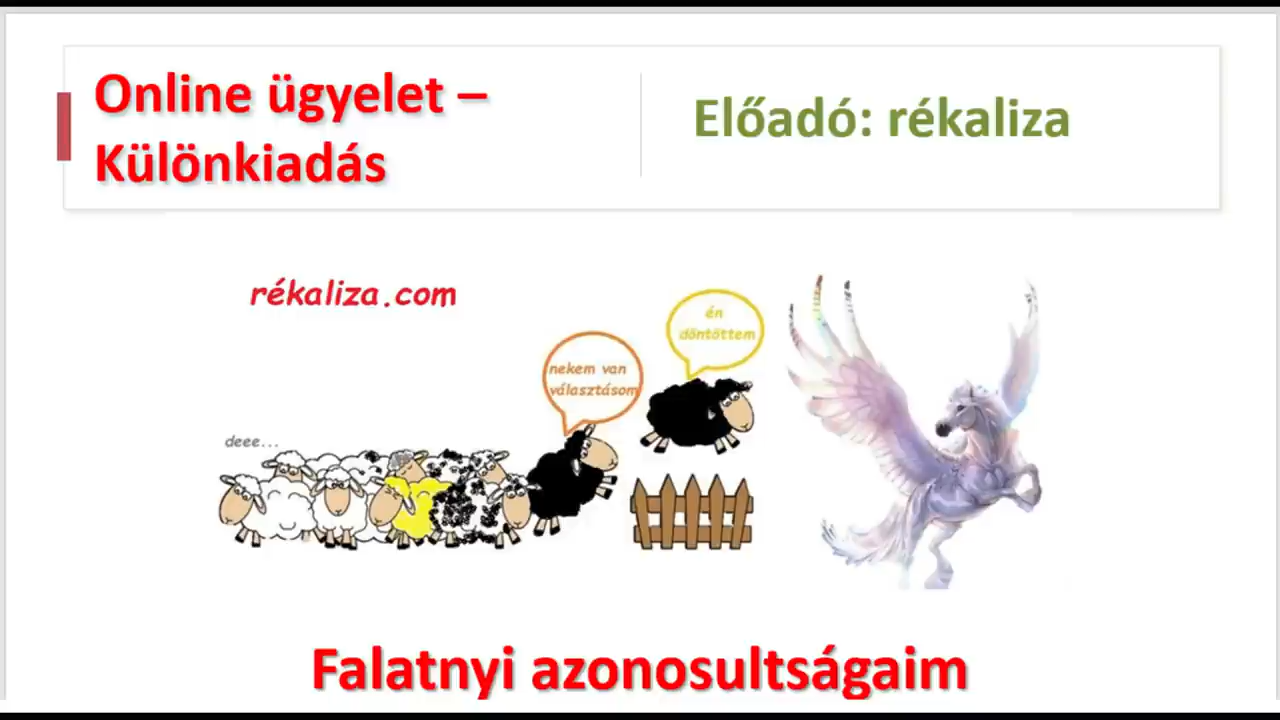 Online ügyelet –
Különkiadás
Előadó: rékaliza
rékaliza.com
én
döntöttem
nekem van
választásom
deee...
Falatnyi azonosultságaim